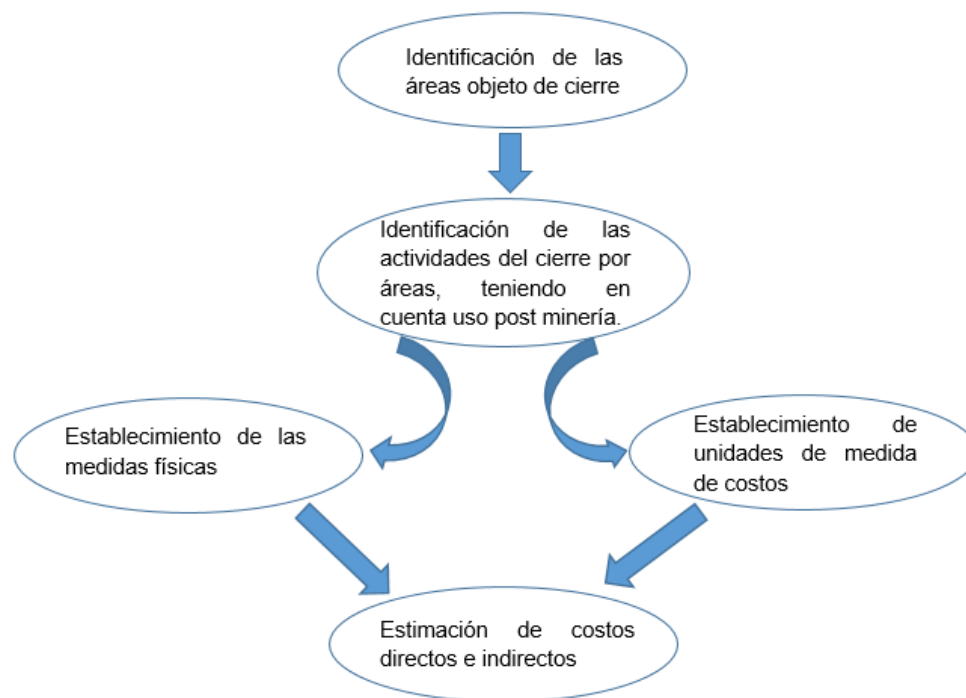 Identificación de las
áreas objeto de cierre
Identificación de las
actividades del cierre por
áreas, teniendo en
cuenta uso post minería.
Establecimiento de las
medidas físicas
Establecimiento de
unidades de medida
de costos
Estimación de costos
directos e indirectos